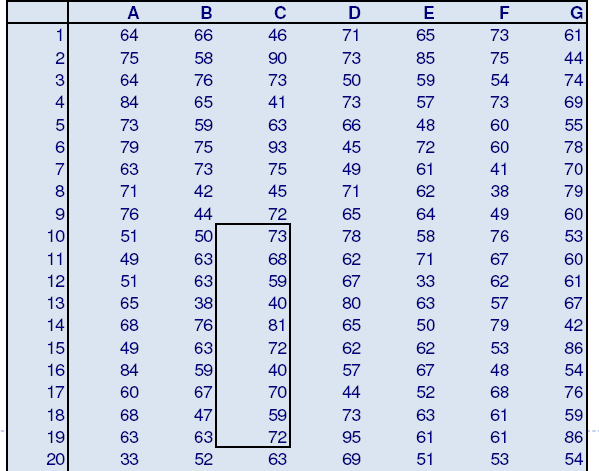 A B C D E F G
1 64 66 46 71 65 73 61
2 75 58 90 73 85 75 44
3 64 76 73 50 59 54 74
4 84 65 41 73 57 73 69
5 73 59 63 66 48 60 55
6 79 75 93 45 72 60 78
7 63 73 75 49 61 41 70
8 71 42 45 71 62 38 79
9 76 44 72 65 64 49 60
10 51 50 73 78 58 76 53
11 49 63 68 62 71 67 60
12 51 63 59 67 33 62 61
13 65 38 40 80 63 57 67
14 68 76 81 65 50 79 42
15 49 63 72 62 62 53 86
16 84 59 40 57 67 48 54
17 60 67 70 44 52 68 76
18 68 47 59 73 63 61 59
19 63 63 72 95 61 61 86
20 33 52 63 69 51 53 54